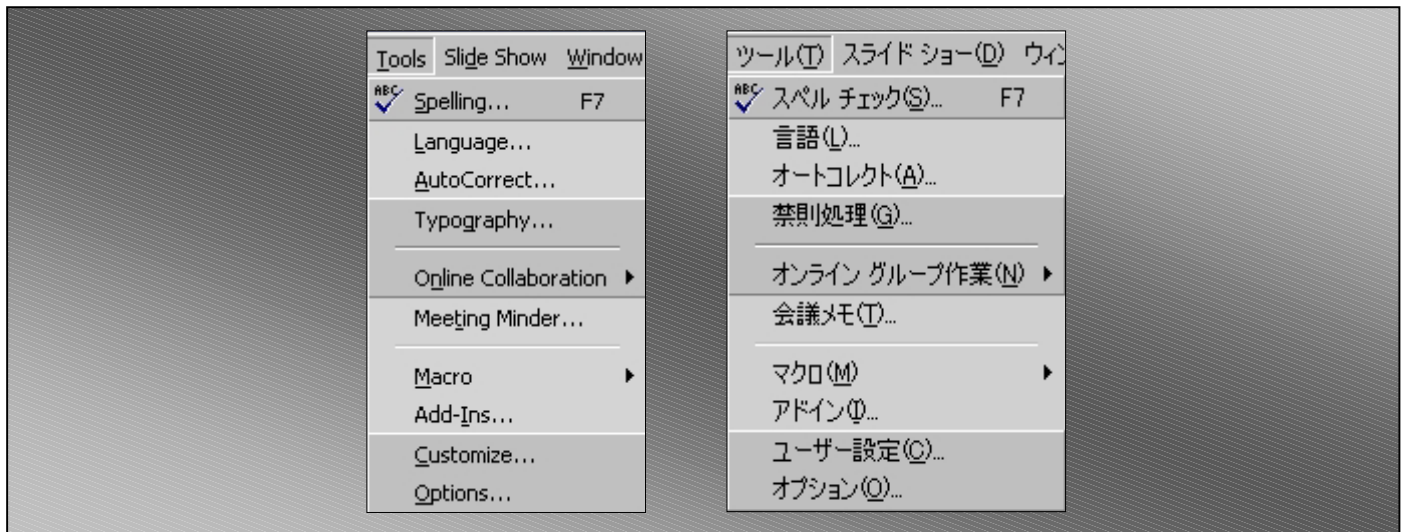 Tools Slide Show Window
ABC Spelling... F7
Language...
AutoCorrect...
Typography...
Online Collaboration
Meeting Minder...
Macro
Add-Ins...
Customize...
Options...
ツール(T) スライド ショー(D) ウィン
ABC スペル チェック(S)... F7
言語(L)...
オートコレクト(A)...
禁則処理(G)...
オンライン グループ作業(N)
会議メモ(T)...
マクロ(M)
アドイン(I)...
ユーザー設定(C)...
オプション(O)...